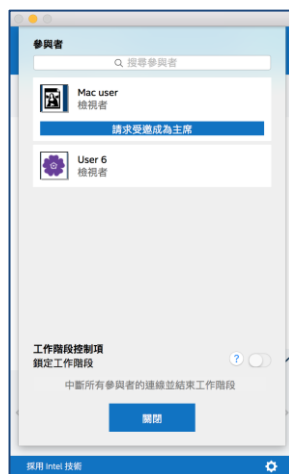 參與者
搜尋參與者
Mac user
檢視者
請求受邀成為主席
User 6
檢視者
工作階段控制項
鎖定工作階段
?
中斷所有參與者的連線並結束工作階段
關閉
採用 Intel 技術